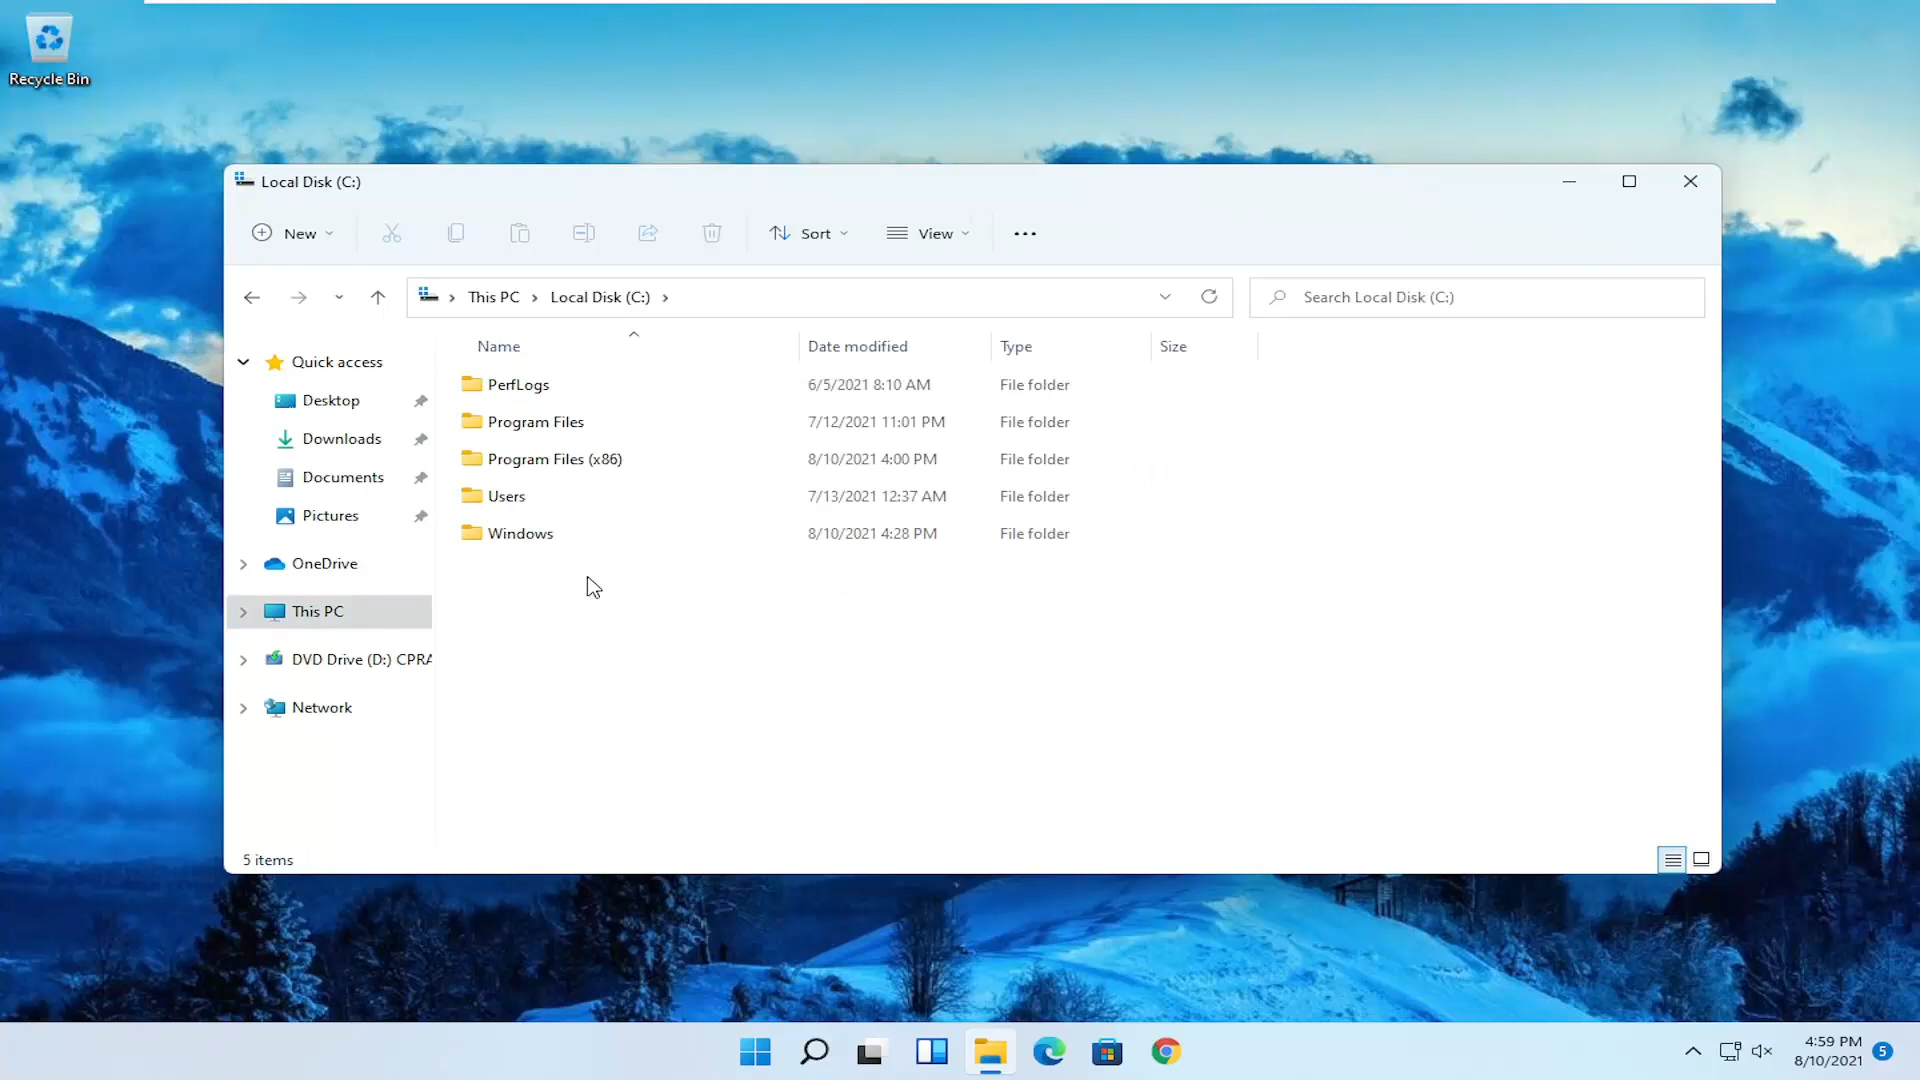 Recycle Bin
Local Disk (C:)
New
Sort
View
This PC
Local Disk (C:)
Search Local Disk (C:)
Name
Date modified
Type
Size
Quick access
Desktop
Downloads
Documents
Pictures
OneDrive
This PC
DVD Drive (D:) CPRA
Network
PerfLogs 6/5/2021 8:10 AM File folder
Program Files 7/12/2021 11:01 PM File folder
Program Files (x86) 8/10/2021 4:00 PM File folder
Users 7/13/2021 12:37 AM File folder
Windows 8/10/2021 4:28 PM File folder
5 items
4:59 PM
8/10/2021
5